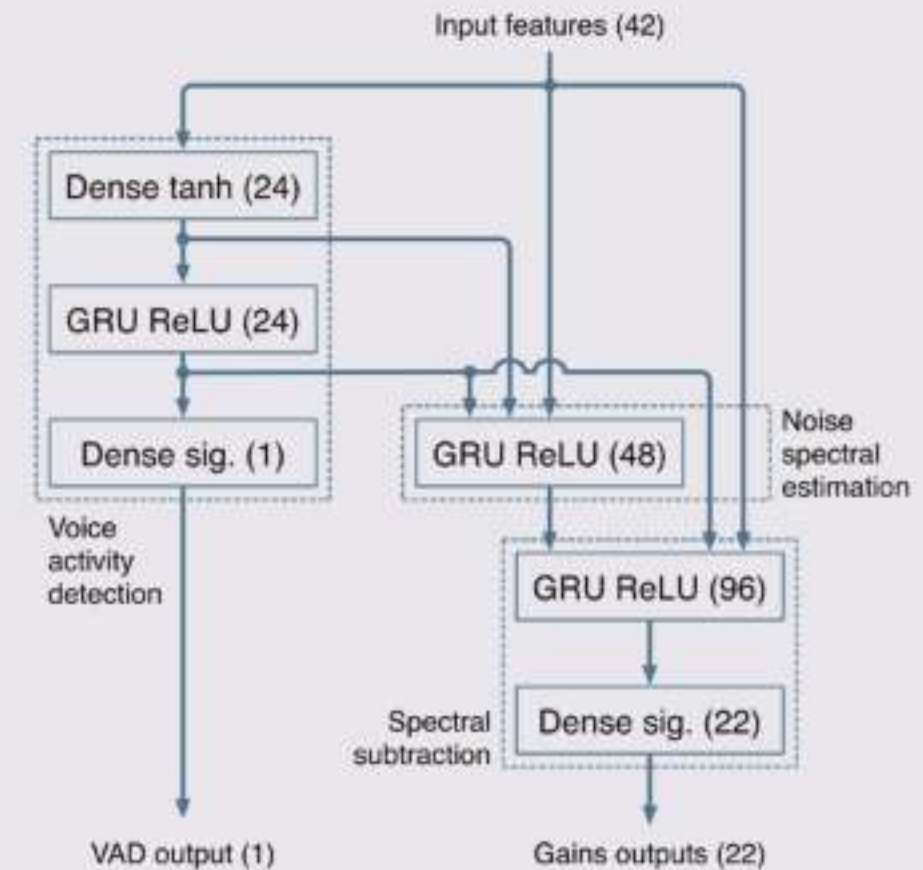 Input features (42)
Dense tanh (24)
GRU ReLU (24)
Dense sig. (1)
GRU ReLU (48)
Noise
spectral
estimation
Voice
activity
detection
GRU ReLU (96)
Dense sig. (22)
Spectral
subtraction
VAD output (1)
Gains outputs (22)